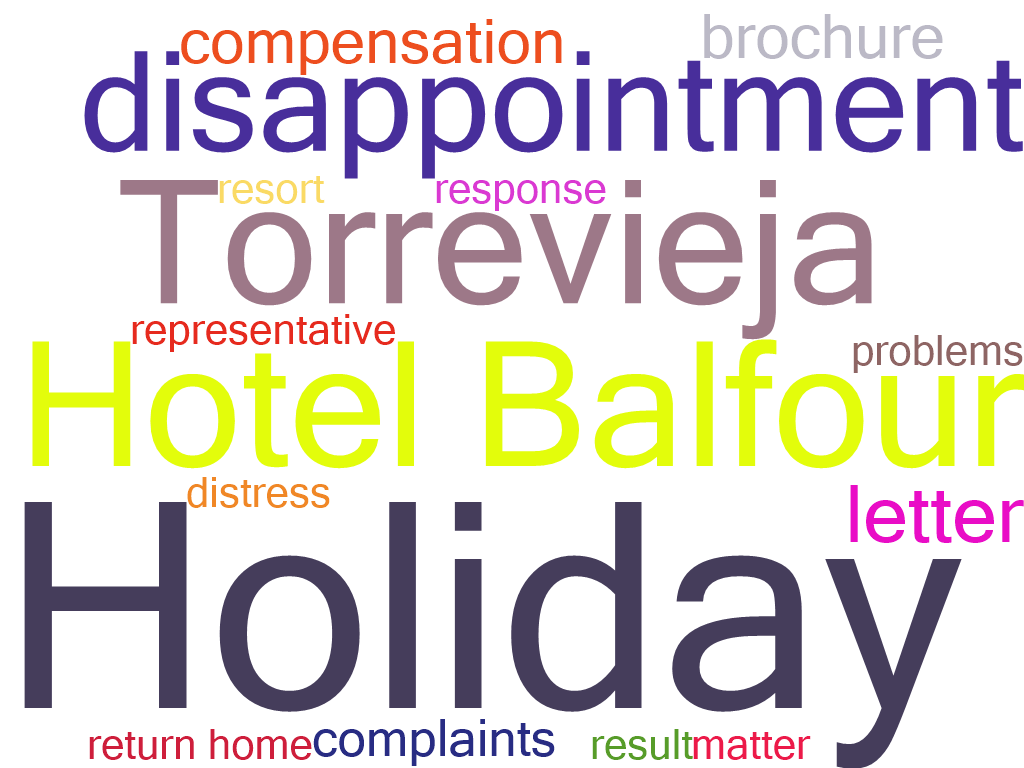 compensation brochure
disappointment
resort response
Torrevieja
representative problems
Hotel Balfour
distress letter
Holiday
return home complaints result matter